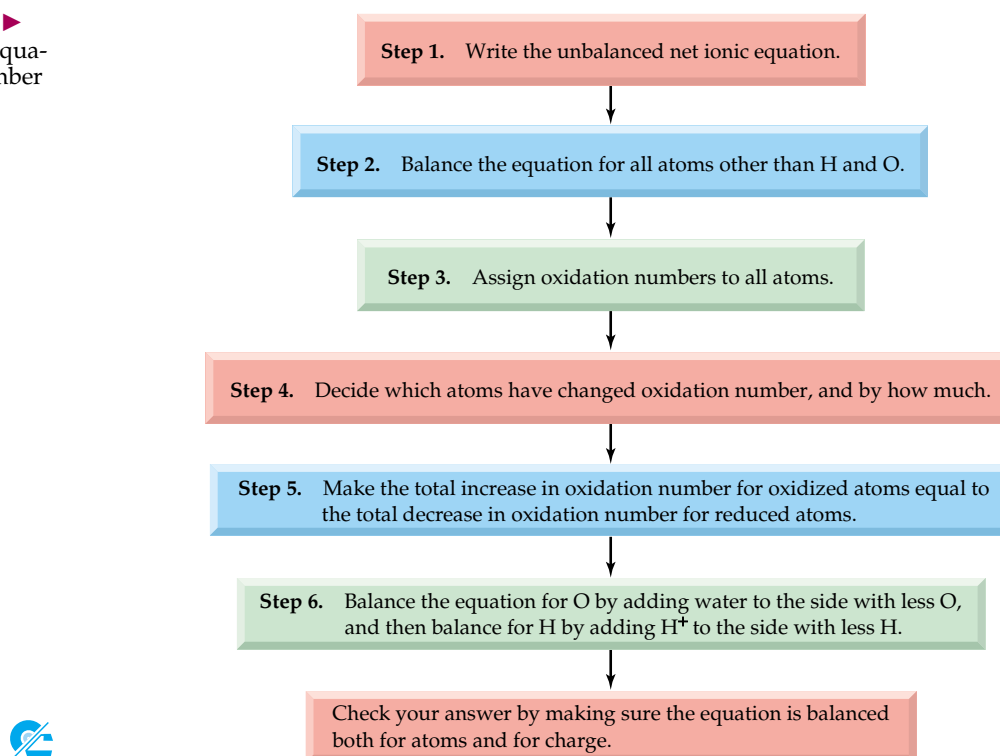 qua-
mber
Step 1. Write the unbalanced net ionic equation.
Step 2. Balance the equation for all atoms other than H and O.
Step 3. Assign oxidation numbers to all atoms.
Step 4. Decide which atoms have changed oxidation number, and by how much.
Step 5. Make the total increase in oxidation number for oxidized atoms equal to
the total decrease in oxidation number for reduced atoms.
Step 6. Balance the equation for O by adding water to the side with less O,
and then balance for H by adding H⁺ to the side with less H.
Check your answer by making sure the equation is balanced
both for atoms and for charge.